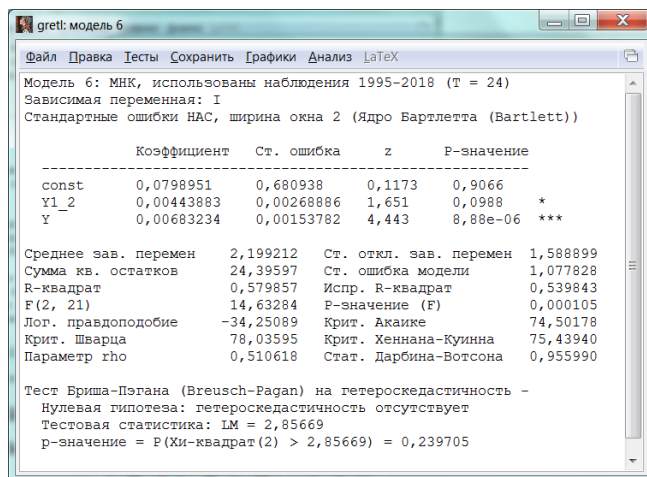 gretl: модель 6
Файл Правка Тесты Сохранить Графики Анализ LaTeX
Модель 6: МНК, использованы наблюдения 1995-2018 (T = 24)
Зависимая переменная: I
Стандартные ошибки HAC, ширина окна 2 (Ядро Бартлетта (Bartlett))
Коэффициент Ст. ошибка z P-значение
const 0,0798951 0,680938 0,1173 0,9066
Y1_2 0,00443883 0,00268886 1,651 0,0988 *
Y 0,00683234 0,00153782 4,443 8,88e-06 ***
Среднее зав. перемен 2,199212 Ст. откл. зав. перемен 1,588899
Сумма кв. остатков 24,39597 Ст. ошибка модели 1,077828
R-квадрат 0,579857 Испр. R-квадрат 0,539843
F(2, 21) 14,63284 Р-значение (F) 0,000105
Лог. правдоподобие -34,25089 Крит. Акаике 74,50178
Крит. Шварца 78,03595 Крит. Хеннана-Куинна 75,43940
Параметр rho 0,510618 Стат. Дарбина-Вотсона 0,955990
Тест Бриша-Пэгана (Breusch-Pagan) на гетероскедастичность -
Нулевая гипотеза: гетероскедастичность отсутствует
Тестовая статистика: LM = 2,85669
р-значение = P(Хи-квадрат(2) > 2,85669) = 0,239705